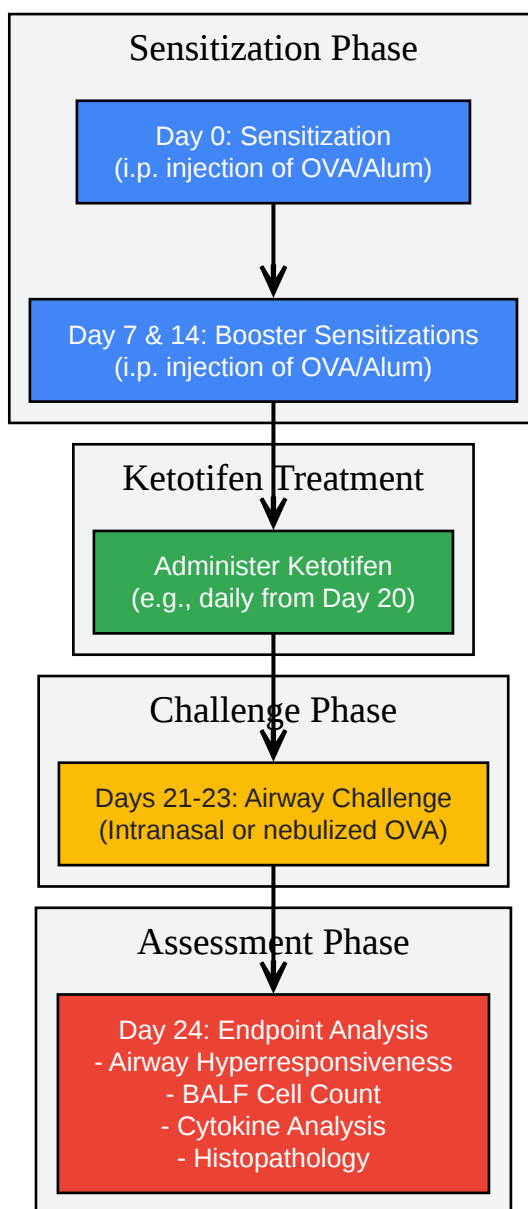 Sensitization Phase
Day 0: Sensitization
(i.p. injection of OVA/Alum)
Day 7 & 14: Booster Sensitizations
(i.p. injection of OVA/Alum)
Ketotifen Treatment
Administer Ketotifen
(e.g., daily from Day 20)
Challenge Phase
Days 21-23: Airway Challenge
(Intranasal or nebulized OVA)
Assessment Phase
Day 24: Endpoint Analysis
- Airway Hyperresponsiveness
- BALF Cell Count
- Cytokine Analysis
- Histopathology